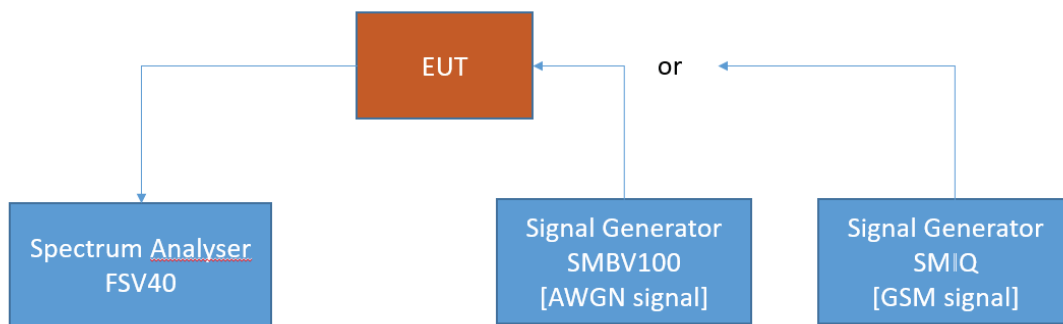 EUT
or
Spectrum Analyser
FSV40
Signal Generator
SMBV100
[AWGN signal]
Signal Generator
SMIQ
[GSM signal]